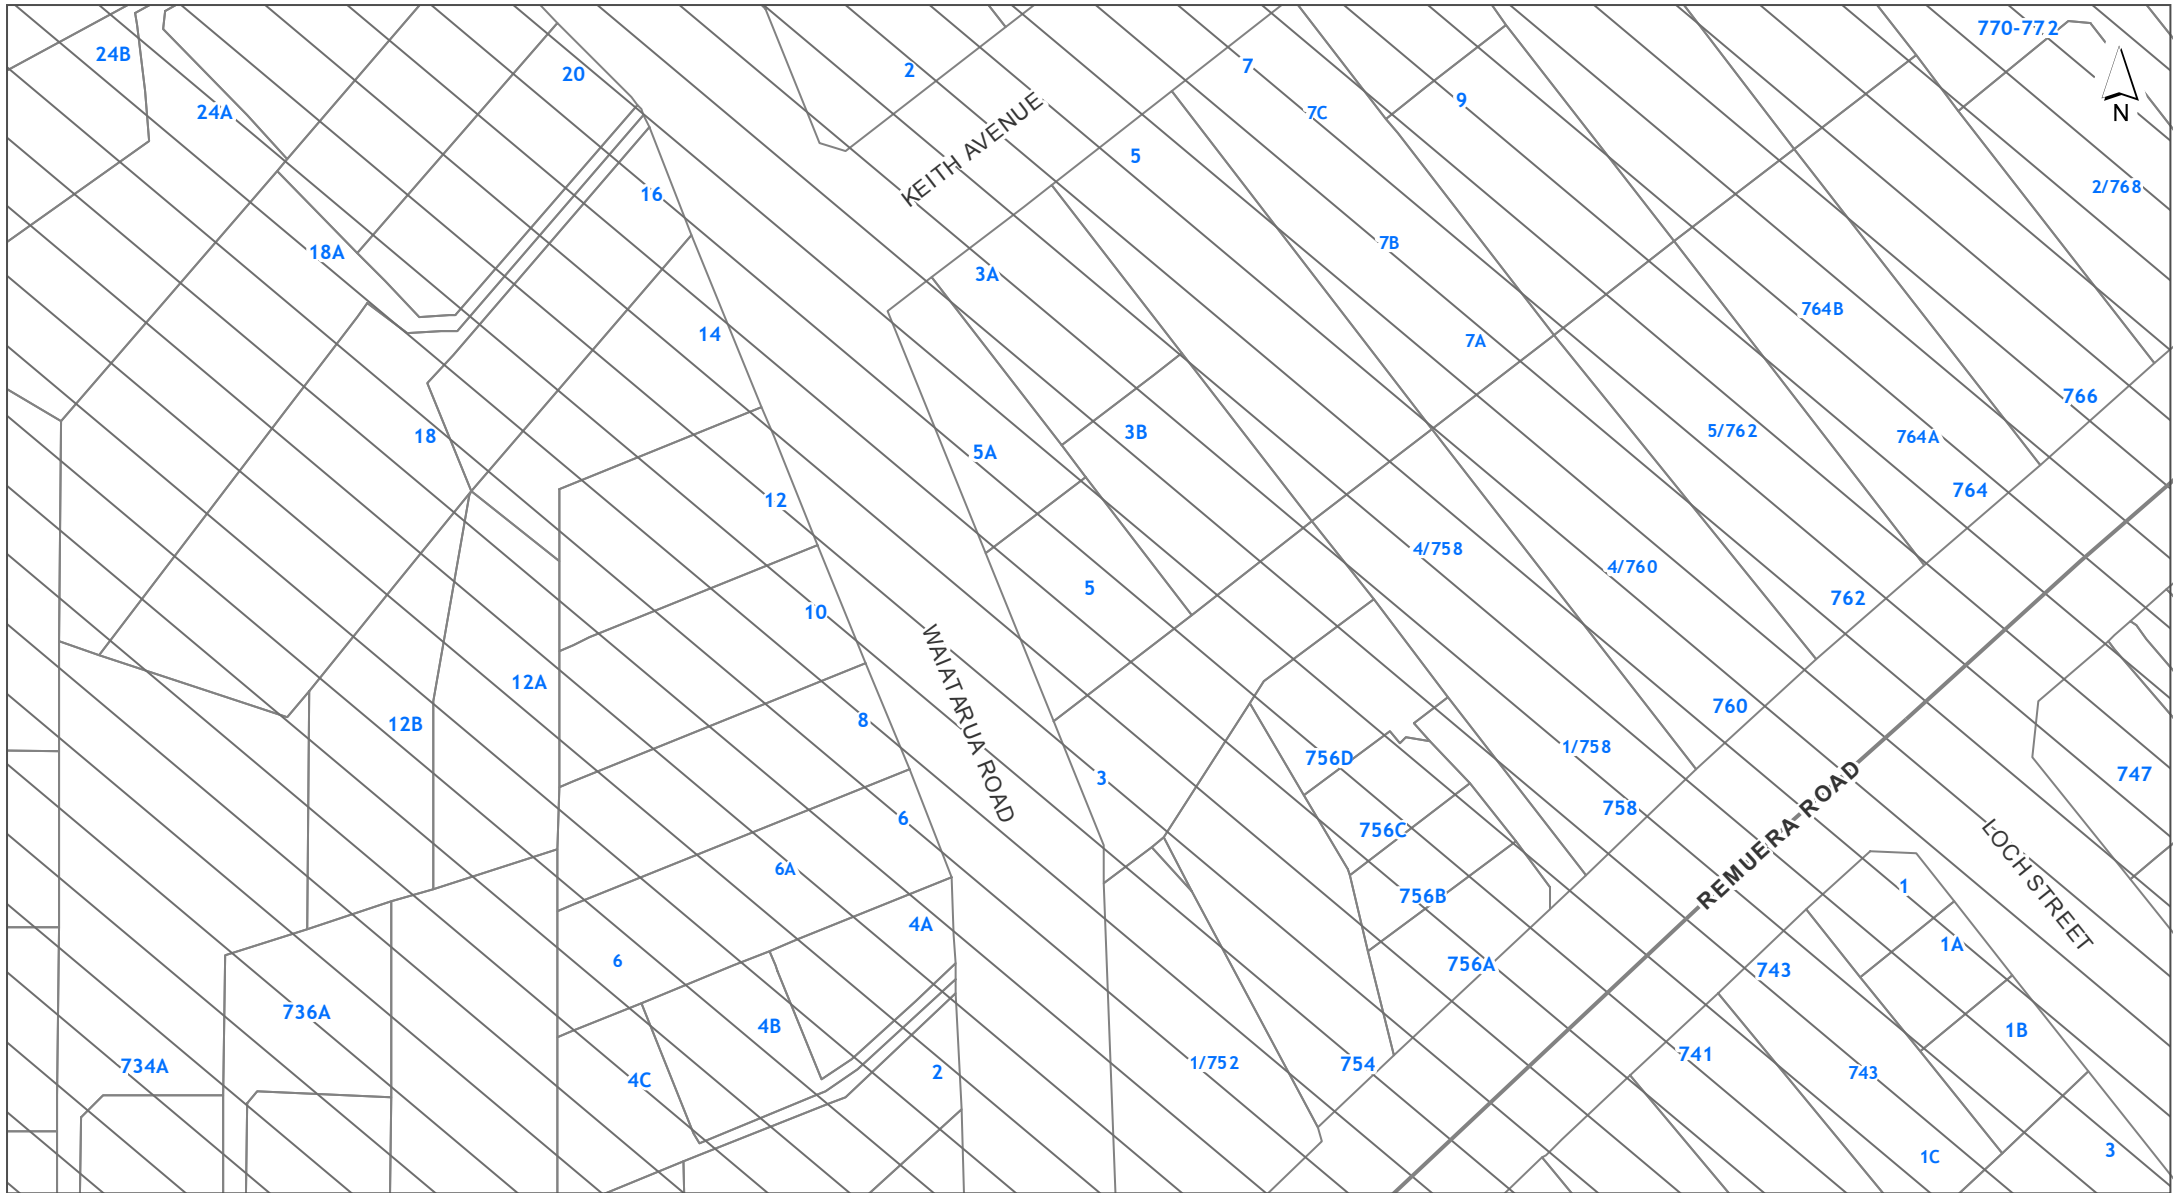 770-772
24B
20
2
7
9
24A
7C
N
KEITH AVENUE
5
16
2/768
18A
3A
7B
14
764B
7A
766
18
3B
5A
5/762
764A
12
764
4/758
4/760
10
5
762
WAIATARUA ROAD
12A
12B
8
760
1/758
756D
3
747
REMUERA ROAD
6
758
756C
LOCH STREET
6A
756B
1
4A
1A
6
756A
743
736A
4B
1B
734A
4C
2
1/752
754
741
743
1C
3